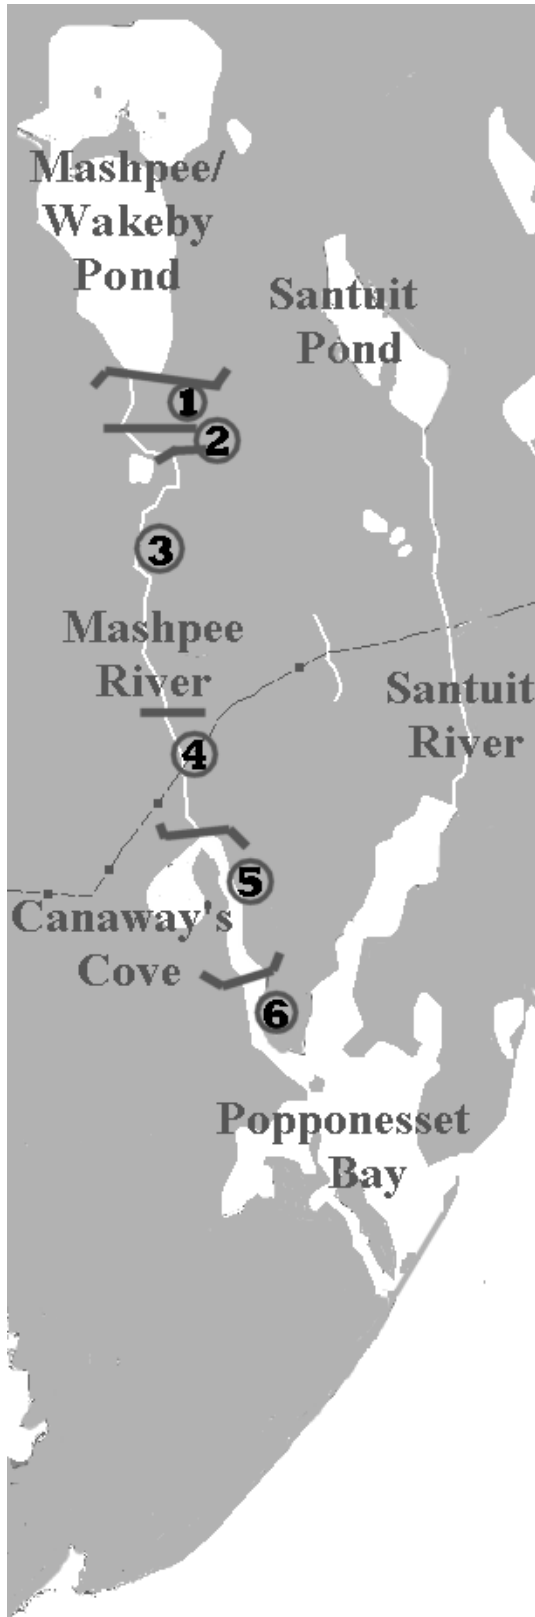 Mashpee/
Wakeby
Pond
Santuit
Pond
1
2
3
Mashpee
River
Santuit
River
4
5
Canaway's
Cove
6
Popponesset
Bay